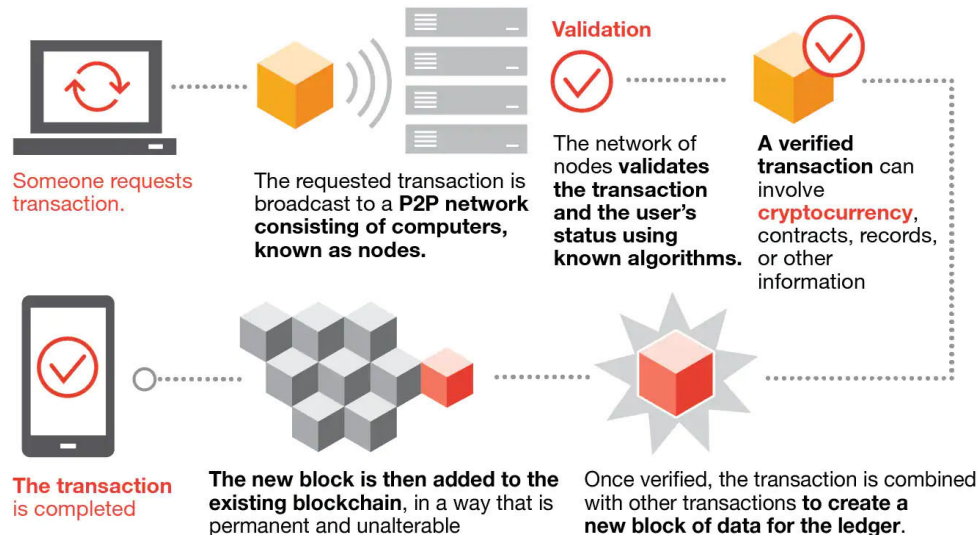 Someone requests
transaction.
The requested transaction is
broadcast to a P2P network
consisting of computers,
known as nodes.
Validation
The network of
nodes validates
the transaction
and the user's
status using
known algorithms.
A verified
transaction can
involve
cryptocurrency,
contracts, records,
or other
information
Once verified, the transaction is combined
with other transactions to create a
new block of data for the ledger.
The new block is then added to the
existing blockchain, in a way that is
permanent and unalterable
The transaction
is completed